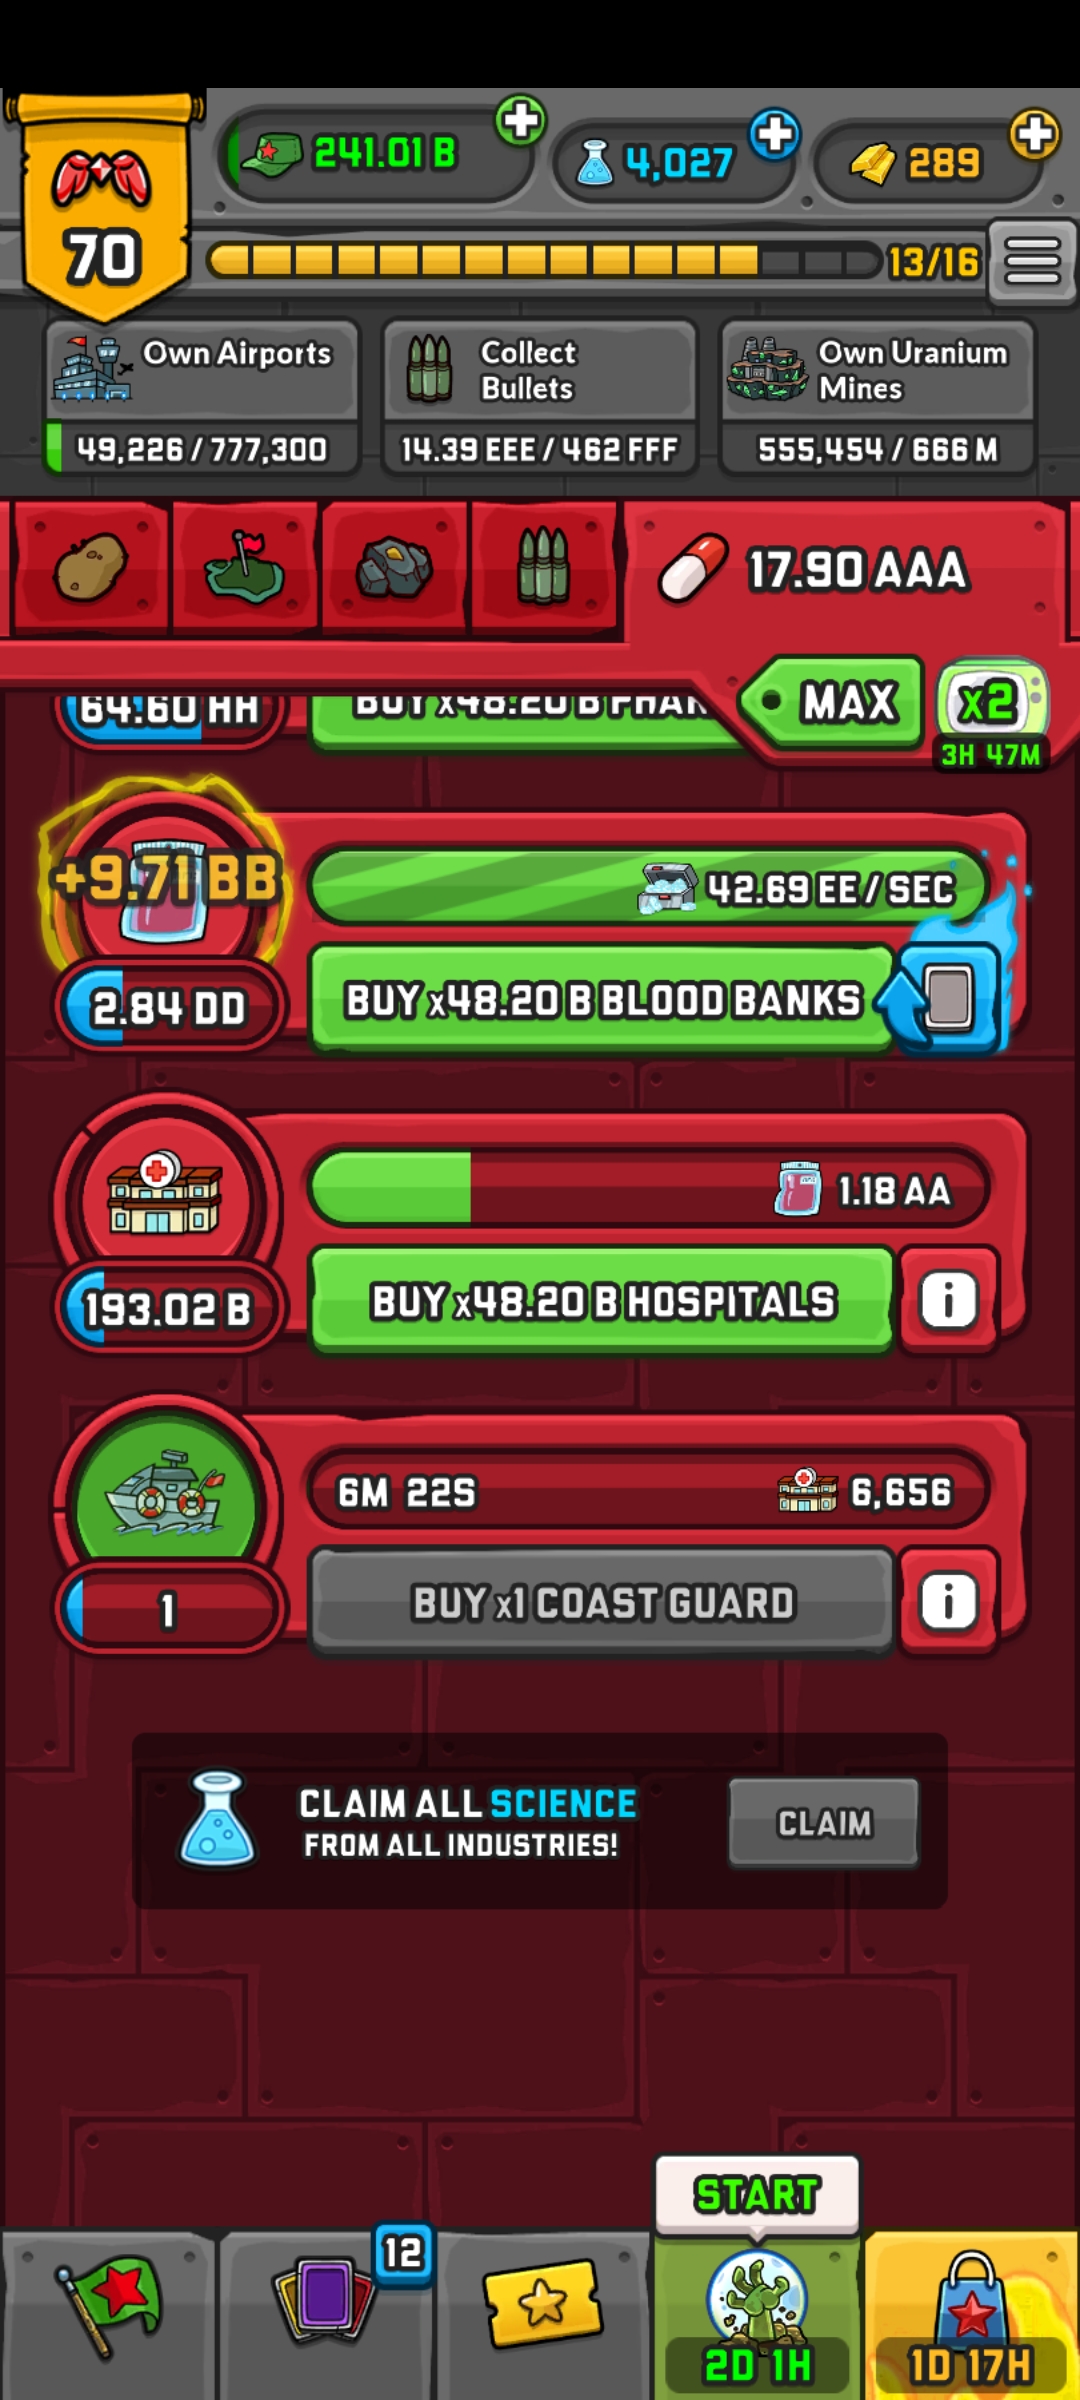 241.01 B
4,027
289
70
13/16
Own Airports
49,226 / 777,300
Collect
Bullets
14.39 EEE / 462 FFF
Own Uranium
Mines
555,454 / 666 M
17.90 AAA
MAX
x2
3H 47M
64.60 HH
BUY x48.20 B PHAR
+9.71 BB
42.69 EE / SEC
2.84 DD
BUY x48.20 B BLOOD BANKS
1.18 AA
193.02 B
BUY x48.20 B HOSPITALS
i
6M 22S
6,656
1
BUY x1 COAST GUARD
i
CLAIM ALL SCIENCE
FROM ALL INDUSTRIES!
CLAIM
START
12
2D 1H
1D 17H